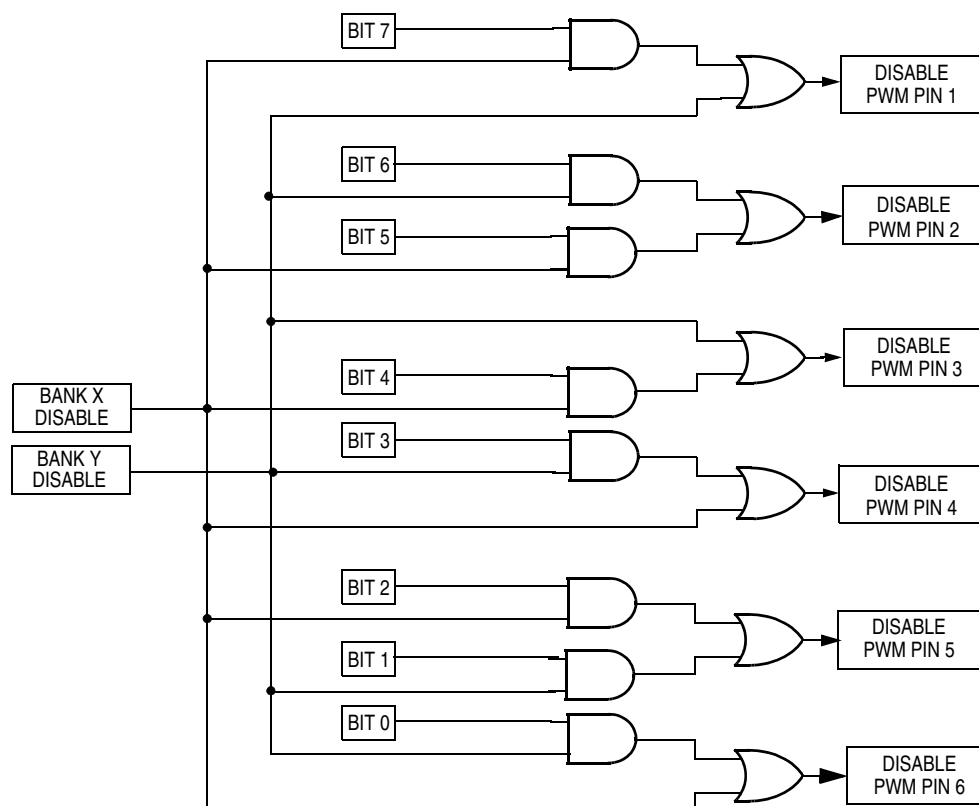 BIT 7
DISABLE
PWM PIN 1
BIT 6
DISABLE
PWM PIN 2
BIT 5
DISABLE
PWM PIN 3
BIT 4
BANK X
DISABLE
BIT 3
BANK Y
DISABLE
DISABLE
PWM PIN 4
BIT 2
DISABLE
PWM PIN 5
BIT 1
BIT 0
DISABLE
PWM PIN 6